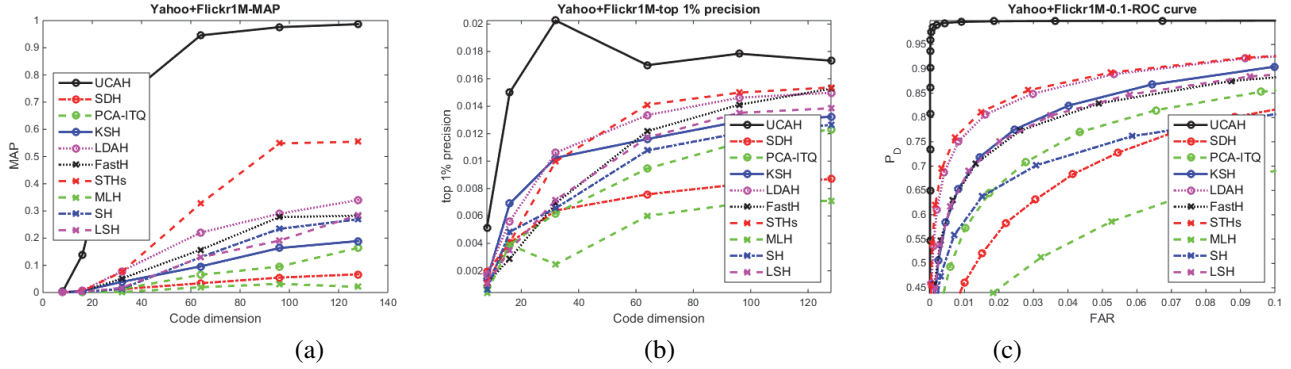 Yahoo+Flickr1M-MAP
1
0.9
0.8
0.7
0.6
0.5
0.4
0.3
0.2
0.1
0
MAP
UCAH
SDH
PCA-ITQ
KSH
LDAH
FastH
STHs
MLH
SH
LSH
0 20 40 60 80 100 120 140
Code dimension
(a)
Yahoo+Flickr1M-top 1% precision
0.02
0.018
0.016
0.014
0.012
0.01
0.008
0.006
0.004
0.002
top 1% precision
UCAH
SDH
PCA-ITQ
KSH
LDAH
FastH
STHs
MLH
SH
LSH
20 40 60 80 100 120
Code dimension
(b)
Yahoo+Flickr1M-0.1-ROC curve
0.95
0.9
0.85
0.8
0.75
0.7
0.65
0.6
0.55
0.5
0.45
P_D
UCAH
SDH
PCA-ITQ
KSH
LDAH
FastH
STHs
MLH
SH
LSH
0 0.01 0.02 0.03 0.04 0.05 0.06 0.07 0.08 0.09 0.1
FAR
(c)